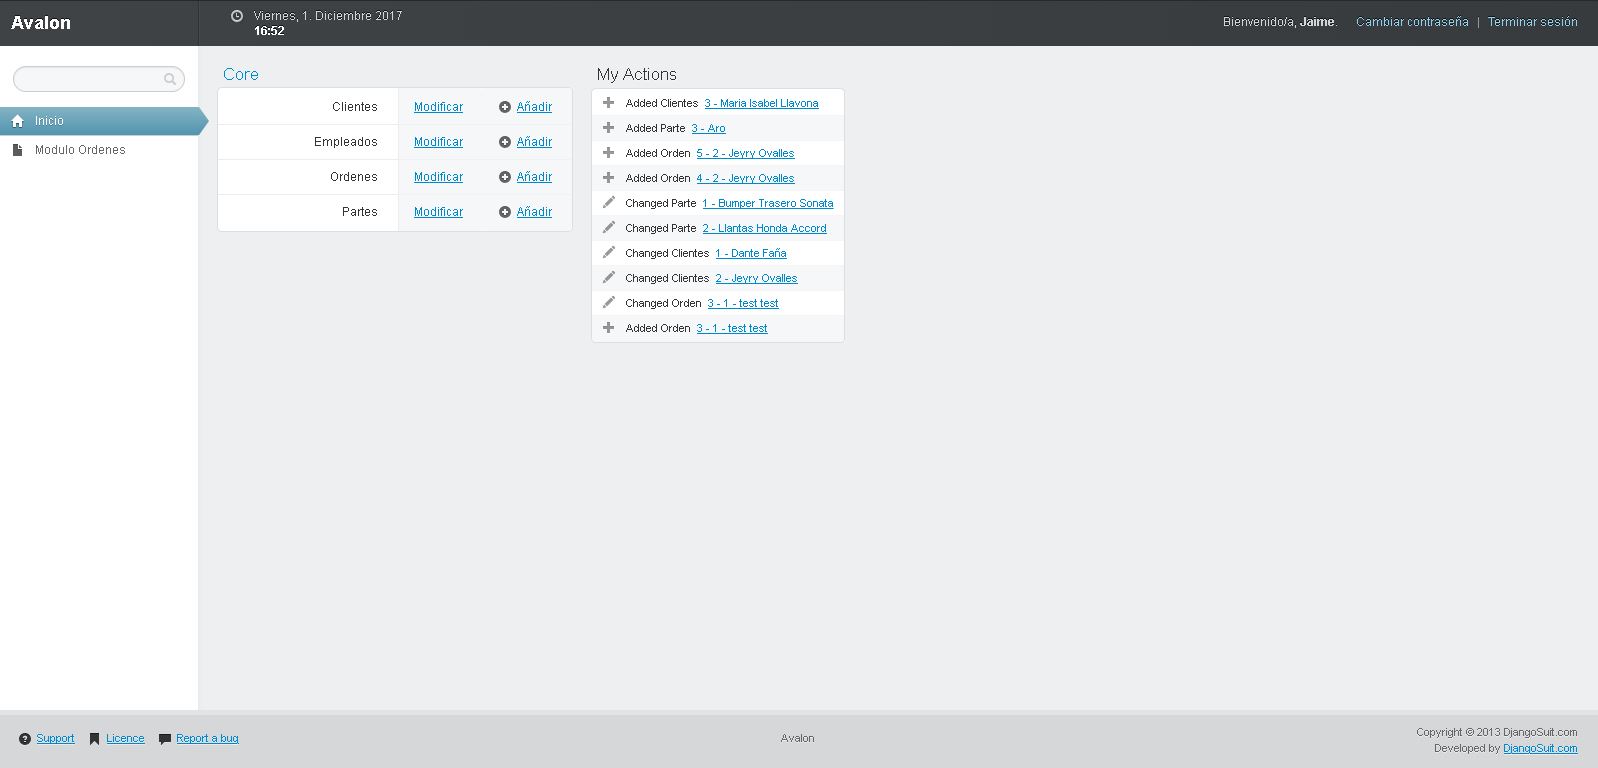 Avalon
Viernes, 1. Diciembre 2017
16:52
Bienvenido/a, Jaime. Cambiar contraseña | Terminar sesión
Inicio
Modulo Ordenes
Core
Clientes Modificar Añadir
Empleados Modificar Añadir
Ordenes Modificar Añadir
Partes Modificar Añadir
My Actions
Added Clientes 3 - Maria Isabel Llavona
Added Parte 3 - Aro
Added Orden 5 - 2 - Jeyry Ovalles
Added Orden 4 - 2 - Jeyry Ovalles
Changed Parte 1 - Bumper Trasero Sonata
Changed Parte 2 - Llantas Honda Accord
Changed Clientes 1 - Dante Faña
Changed Clientes 2 - Jeyry Ovalles
Changed Orden 3 - 1 - test test
Added Orden 3 - 1 - test test
Support Licence Report a bug
Avalon
Copyright © 2013 DjangoSuit.com
Developed by DjangoSuit.com